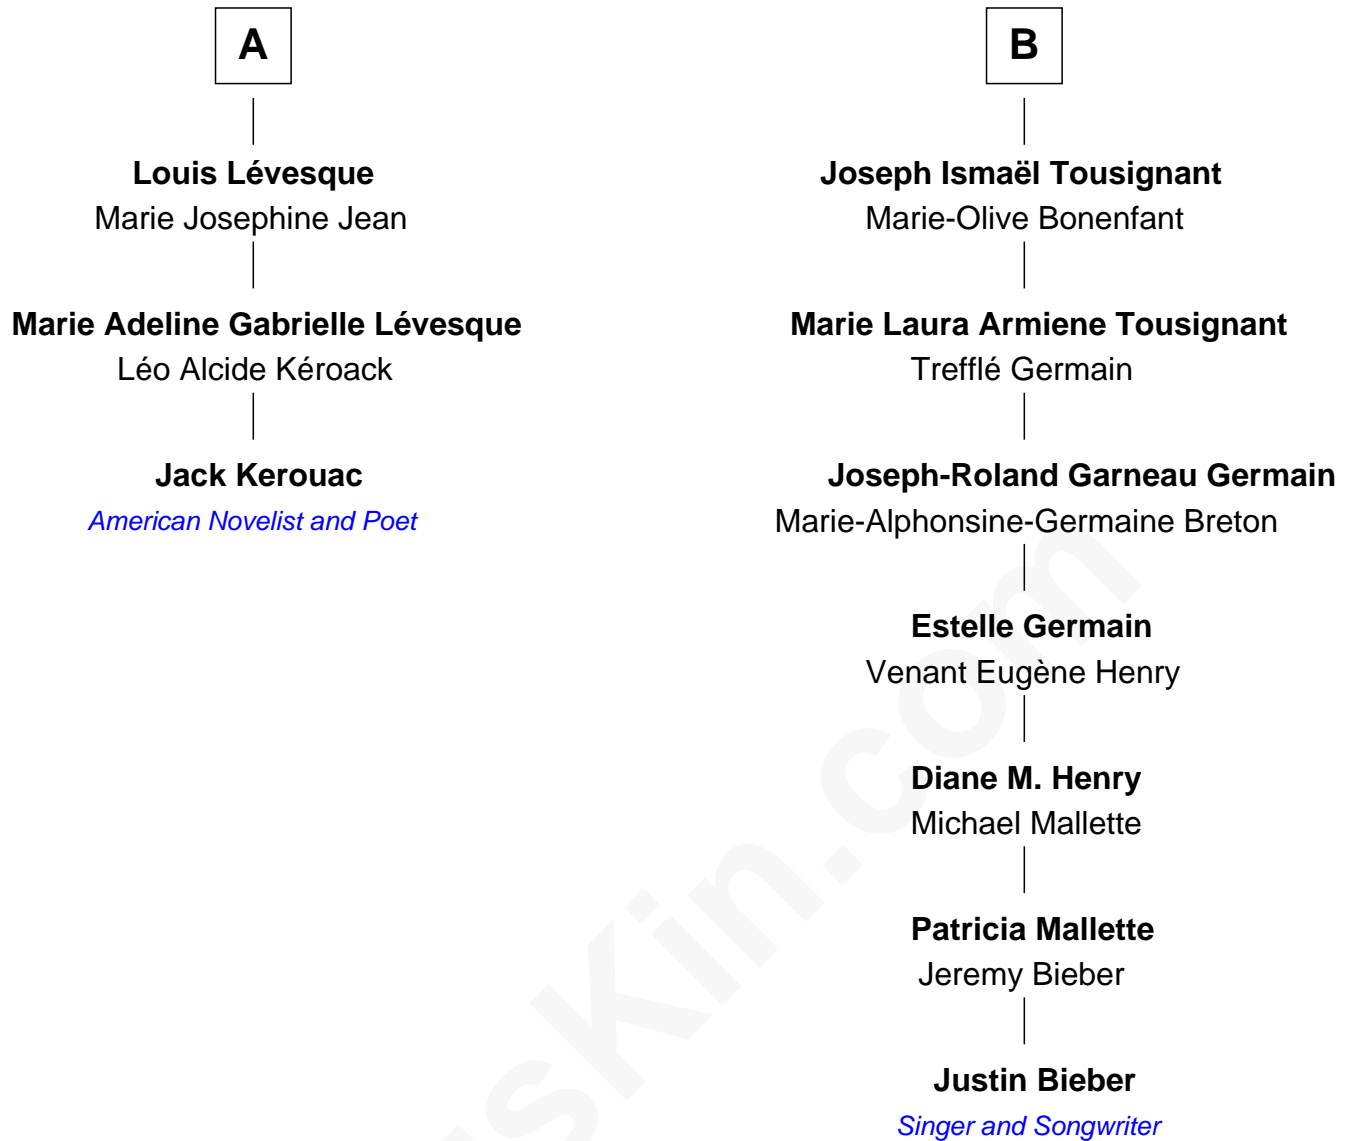 A
B
Louis Lévesque
Marie Josephine Jean
Marie Adeline Gabrielle Lévesque
Léo Alcide Kéroack
Jack Kerouac
American Novelist and Poet
Joseph Ismaël Tousignant
Marie-Olive Bonenfant
Marie Laura Armiene Tousignant
Trefflé Germain
Joseph-Roland Garneau Germain
Marie-Alphonsine-Germaine Breton
Estelle Germain
Venant Eugène Henry
Diane M. Henry
Michael Mallette
Patricia Mallette
Jeremy Bieber
Justin Bieber
Singer and Songwriter
sKin.com